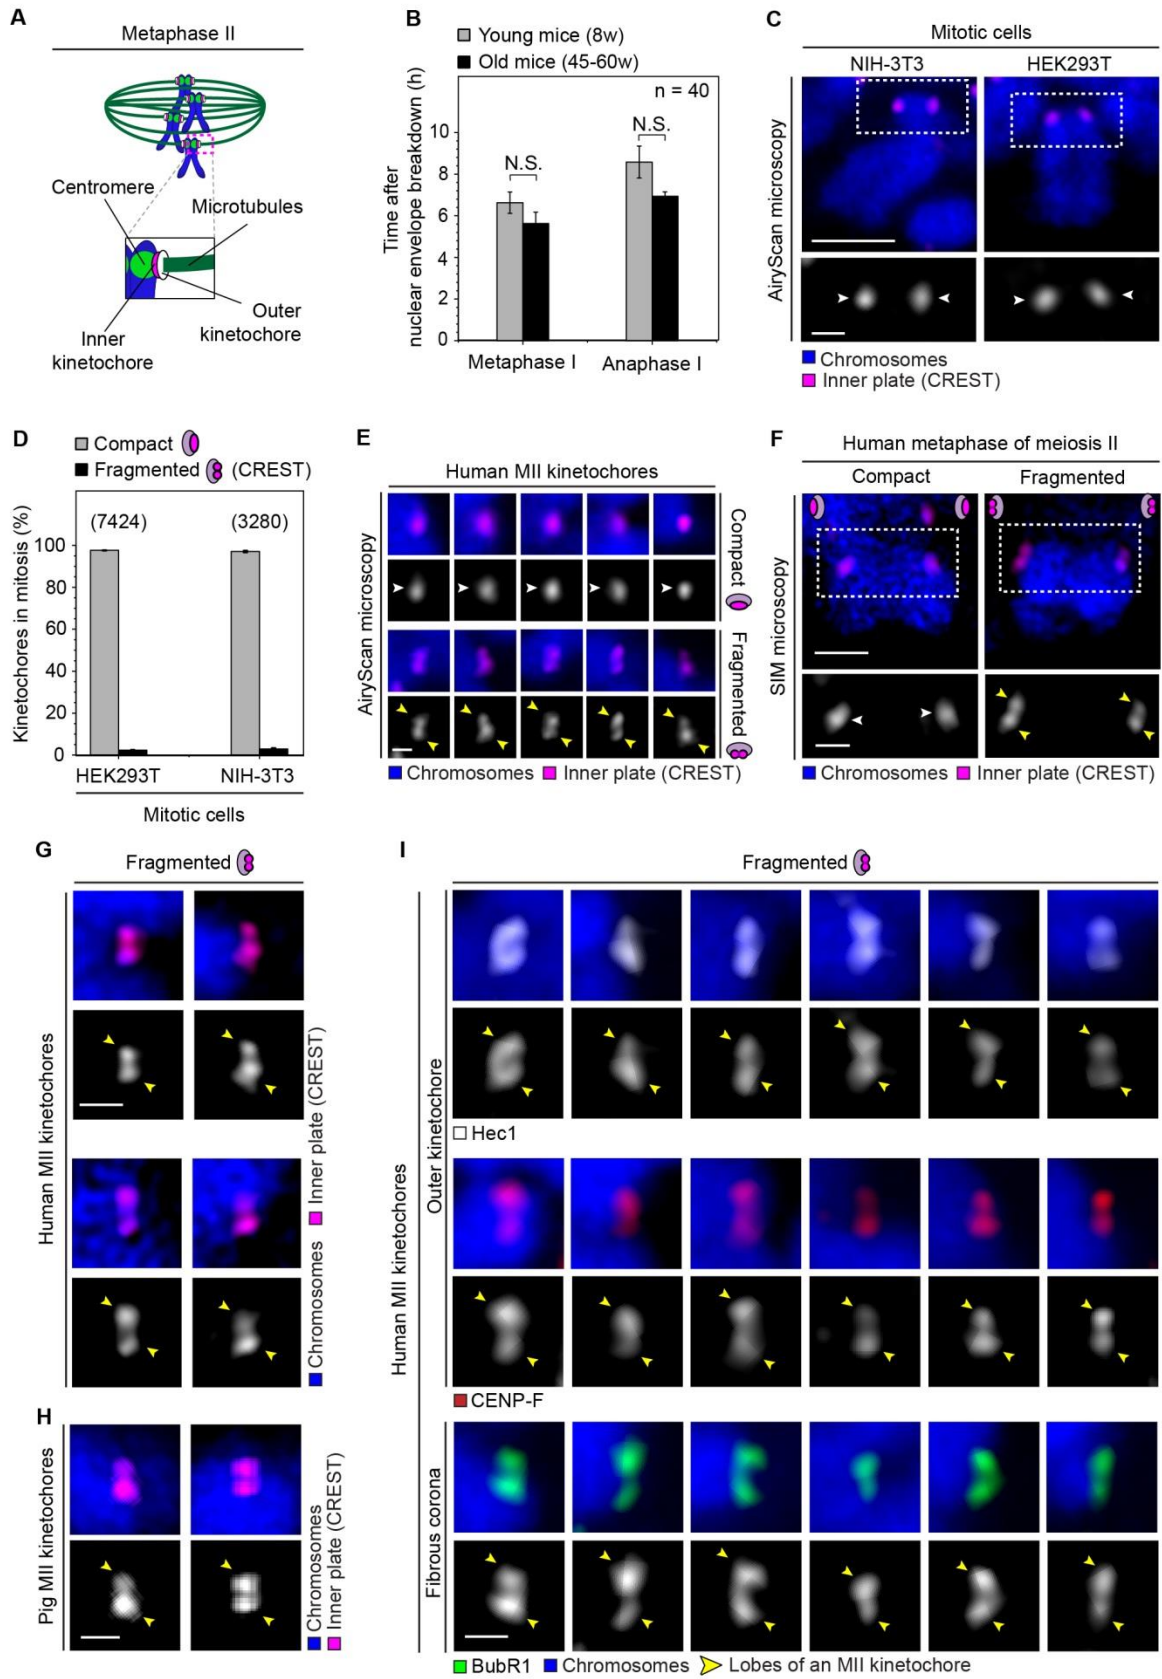 A
Metaphase II
Centromere
Microtubules
Inner
kinetochore
Outer
kinetochore
B
Young mice (8w)
Old mice (45-60w)
Time after
nuclear envelope breakdown (h)
n = 40
N.S.
N.S.
10
8
6
4
2
0
Metaphase I
Anaphase I
C
Mitotic cells
NIH-3T3
HEK293T
AiryScan microscopy
Chromosomes
Inner plate (CREST)
D
Compact
Fragmented (CREST)
Kinetochores in mitosis (%)
(7424)
(3280)
100
80
60
40
20
0
HEK293T
NIH-3T3
Mitotic cells
E
Human MII kinetochores
AiryScan microscopy
Compact
Fragmented
Chromosomes
Inner plate (CREST)
F
Human metaphase of meiosis II
Compact
Fragmented
SIM microscopy
Chromosomes
Inner plate (CREST)
G
Fragmented
Human MII kinetochores
Chromosomes
Inner plate (CREST)
H
Pig MII kinetochores
Chromosomes
Inner plate (CREST)
I
Fragmented
Human MII kinetochores
Outer kinetochore
Hec1
CENP-F
Fibrous corona
BubR1
Chromosomes
Lobes of an MII kinetochore